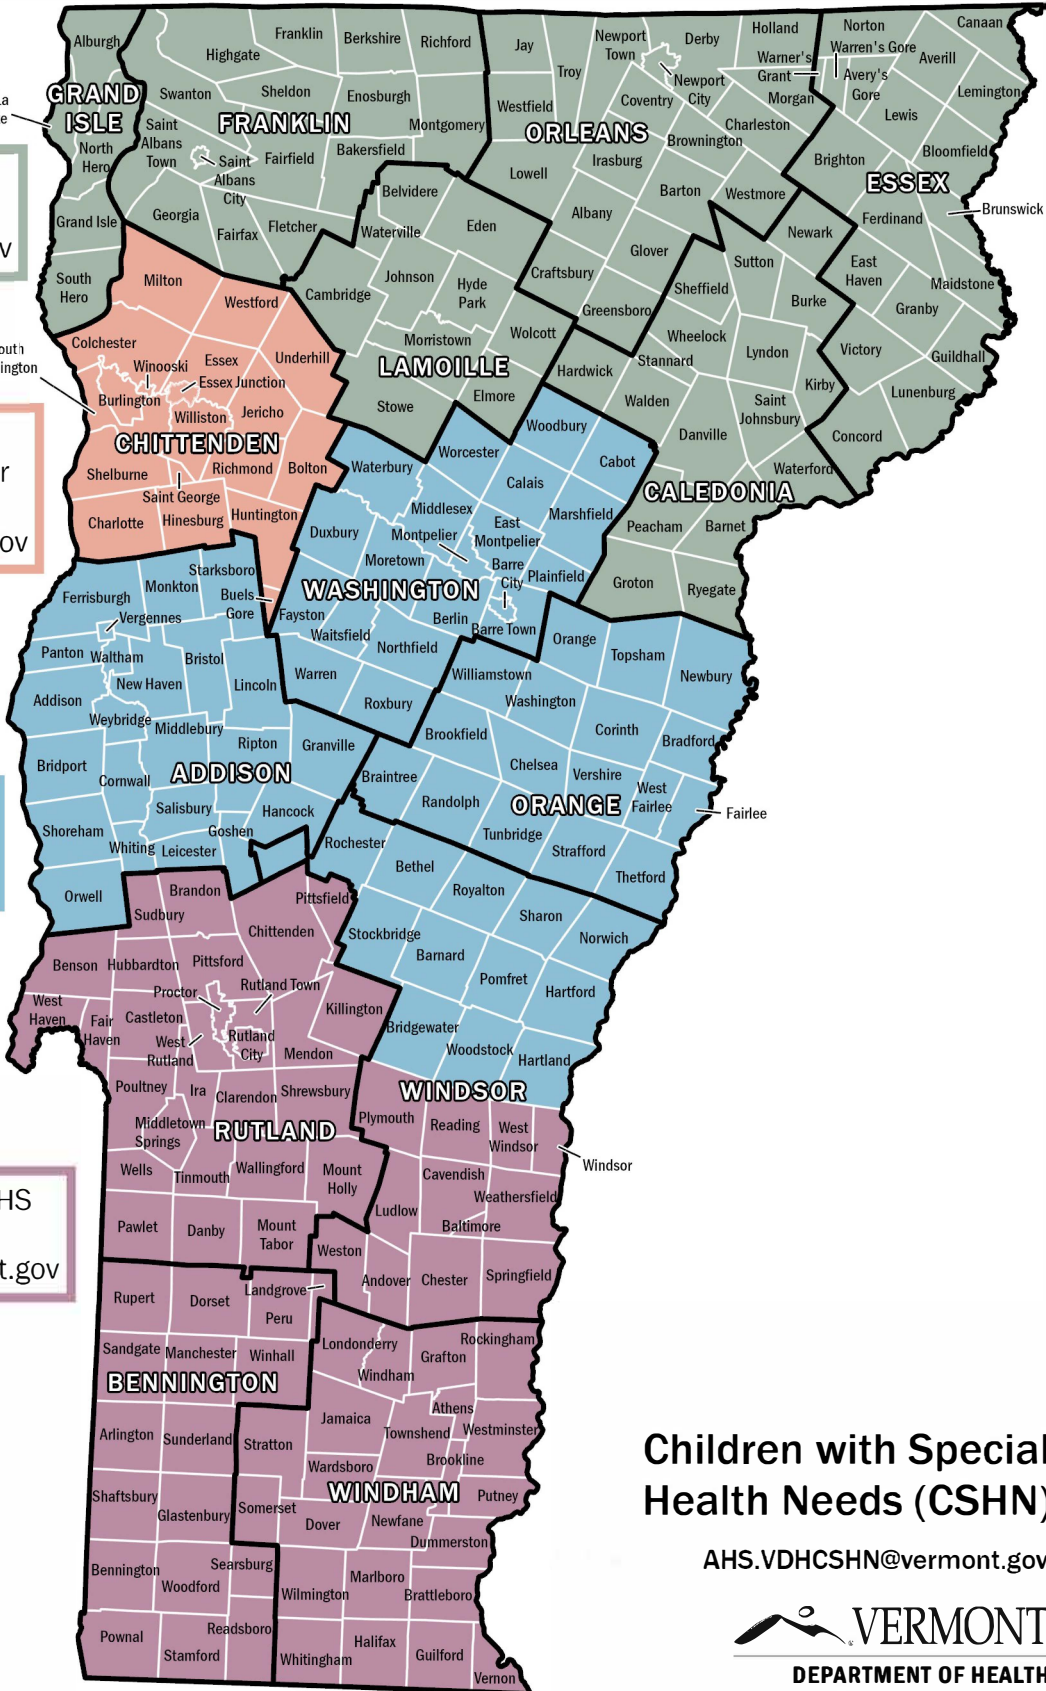 Alburgh
GRAND
ISLE
North
Hero
Grand Isle
South
Hero
Highgate
Franklin
Berkshire
Richford
Swanton
Sheldon
Enosburgh
Montgomery
FRANKLIN
Saint
Albans
Town
Saint
Albans
City
Fairfield
Bakersfield
Georgia
Fairfax
Fletcher
Jay
Troy
Newport
Town
Derby
Holland
Warner's
Grant
Morgan
Newport
City
Westfield
Coventry
Charleston
ORLEANS
Brownington
Irasburg
Lowell
Barton
Westmore
Albany
Glover
Craftsbury
Greensboro
Norton
Canaan
Warren's Gore
Averill
Avery's
Gore
Lemington
Lewis
Brighton
Bloomfield
ESSEX
Ferdinand
Brunswick
East
Haven
Maidstone
Granby
Victory
Guildhall
Lunenburg
Concord
Belvidere
Waterville
Eden
Johnson
Hyde
Park
Cambridge
Morristown
Wolcott
LAMOILLE
Stowe
Elmore
Newark
Sutton
Sheffield
Burke
Wheelock
Stannard
Lyndon
Hardwick
Kirby
Walden
Saint
Johnsbury
Danville
Waterford
CALEDONIA
Peacham
Barnet
Groton
Ryegate
Milton
Westford
Colchester
Winooski
Essex
Underhill
Essex Junction
Burlington
Williston
Jericho
CHITTENDEN
Shelburne
Richmond
Bolton
Saint George
Charlotte
Hinesburg
Huntington
Buels
Gore
Woodbury
Worcester
Cabot
Waterbury
Calais
Middlesex
Marshfield
Duxbury
Montpelier
East
Montpelier
Moretown
Barre
City
Plainfield
WASHINGTON
Fayston
Berlin
Barre Town
Waitsfield
Northfield
Warren
Roxbury
Starksboro
Monkton
Ferrisburgh
Vergennes
Panton
Waltham
Bristol
New Haven
Lincoln
Addison
Weybridge
Middlebury
Ripton
Granville
Bridport
Cornwall
ADDISON
Salisbury
Hancock
Shoreham
Goshen
Whiting
Leicester
Orwell
Orange
Topsham
Newbury
Williamstown
Washington
Corinth
Brookfield
Bradford
Chelsea
Vershire
Braintree
West
Fairlee
Randolph
ORANGE
Fairlee
Tunbridge
Strafford
Thetford
Rochester
Bethel
Royalton
Sharon
Stockbridge
Norwich
Barnard
Pomfret
Hartford
Bridgewater
Woodstock
Hartland
WINDSOR
Plymouth
Reading
West
Windsor
Windsor
Cavendish
Weathersfield
Ludlow
Baltimore
Weston
Andover
Chester
Springfield
Brandon
Sudbury
Pittsfield
Chittenden
Benson
Hubbardton
Pittsford
Proctor
Rutland Town
West
Haven
Killington
Fair
Haven
Castleton
West
Rutland
Rutland
City
Mendon
Poultney
Ira
Clarendon
Shrewsbury
Middletown
Springs
RUTLAND
Wells
Tinmouth
Wallingford
Mount
Holly
Pawlet
Danby
Mount
Tabor
Rupert
Dorset
Landgrove
Peru
Sandgate
Manchester
Winhall
BENNINGTON
Arlington
Sunderland
Shaftsbury
Glastenbury
Bennington
Searsburg
Woodford
Readsboro
Pownal
Stamford
Londonderry
Rockingham
Grafton
Windham
Athens
Jamaica
Townshend
Westminster
Stratton
Brookline
Wardsboro
WINDHAM
Putney
Somerset
Dover
Newfane
Dummerston
Marlboro
Wilmington
Brattleboro
Halifax
Guilford
Whitingham
Vernon
La
v
outh
ington
r
ov
HS
t.gov
Children with Special
Health Needs (CSHN)
AHS.VDHCSHN@vermont.gov
VERMONT
DEPARTMENT OF HEALTH